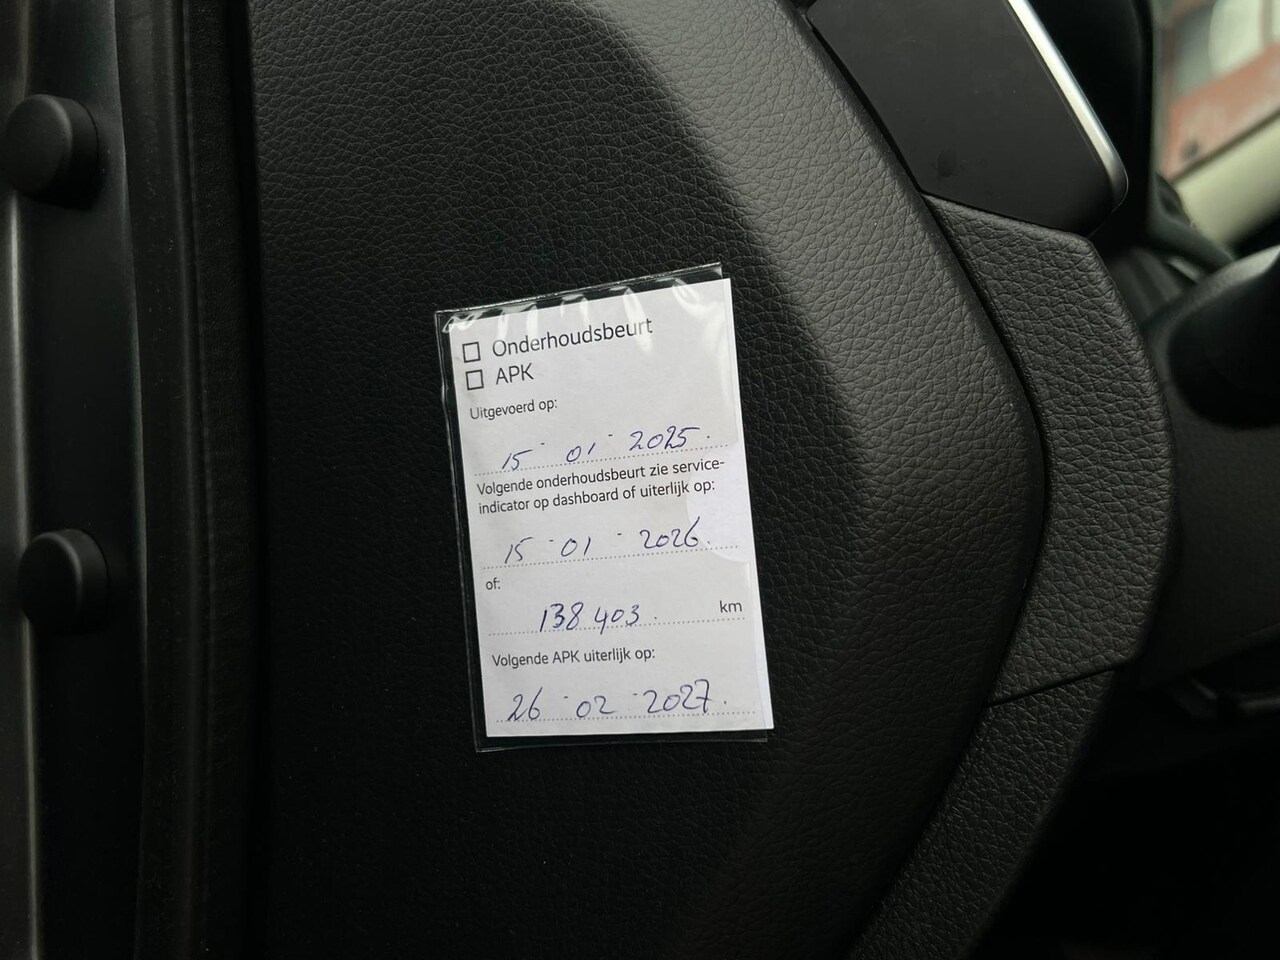 Onderhoudsbeurt
APK
Uitgevoerd op:
15 - 01 - 2025.
Volgende onderhoudsbeurt zie service-
indicator op dashboard of uiterlijk op:
15 - 01 - 2026.
of:
138 403. km
Volgende APK uiterlijk op:
26 - 02 - 2027.